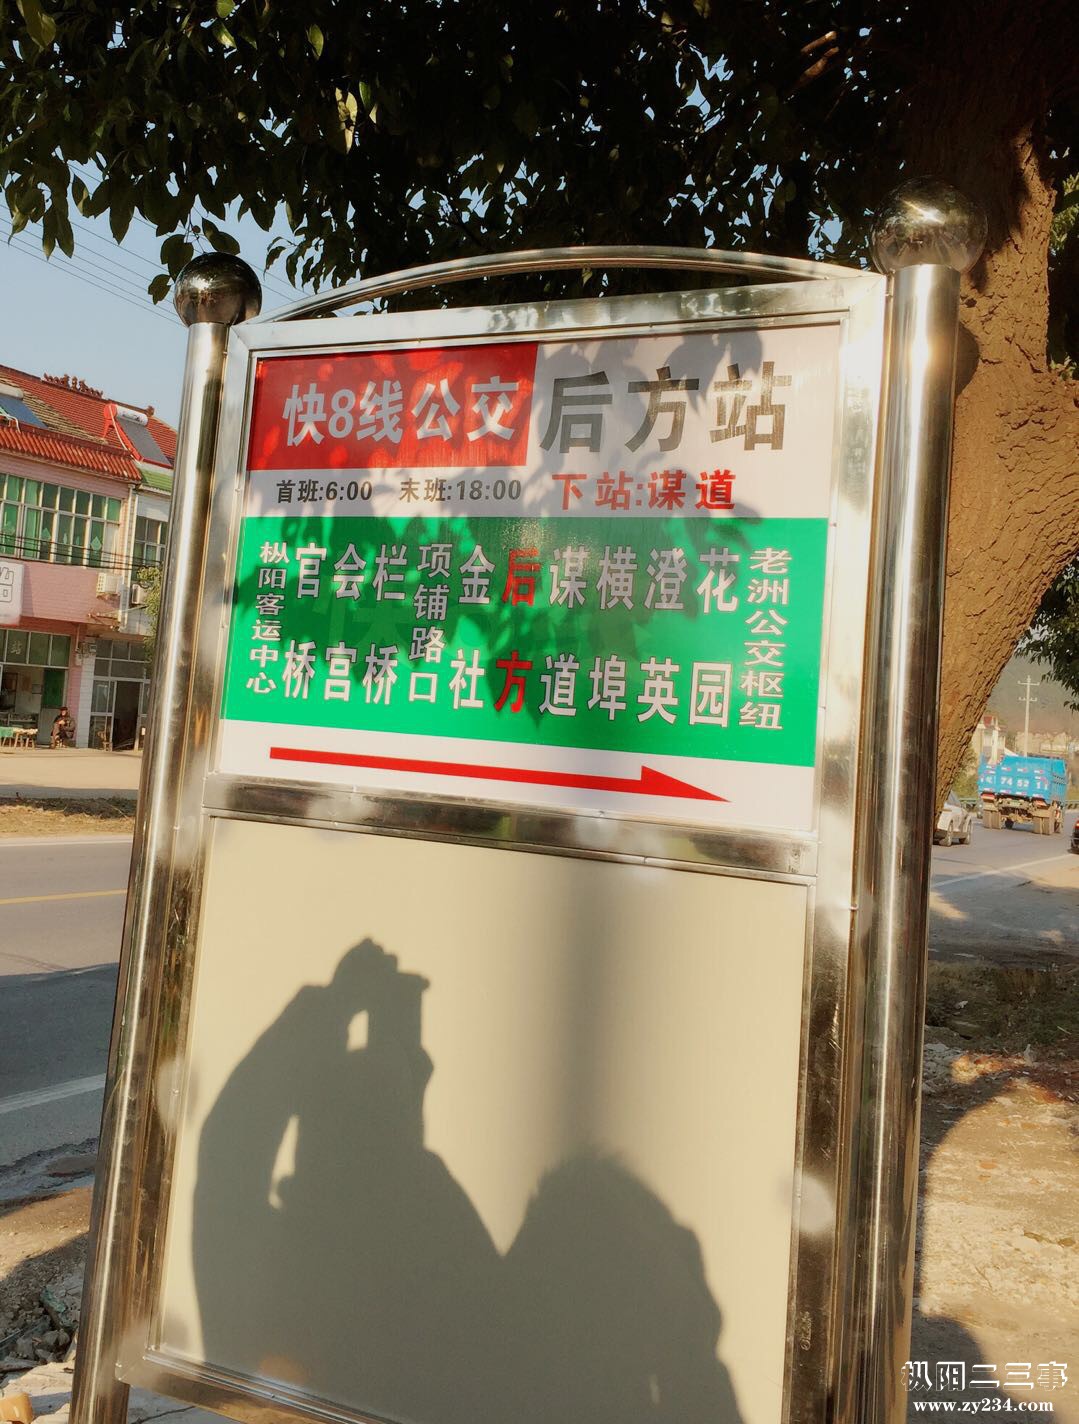 快8线公交
后方站
首班:6:00 末班:18:00
下站:谋道
枞阳客运中心
官桥
会宫
栏桥
项铺路口
金社
后方
谋道
横埠
澄英
花园
老洲公交枢纽
枞阳二三事
www.zy234.com